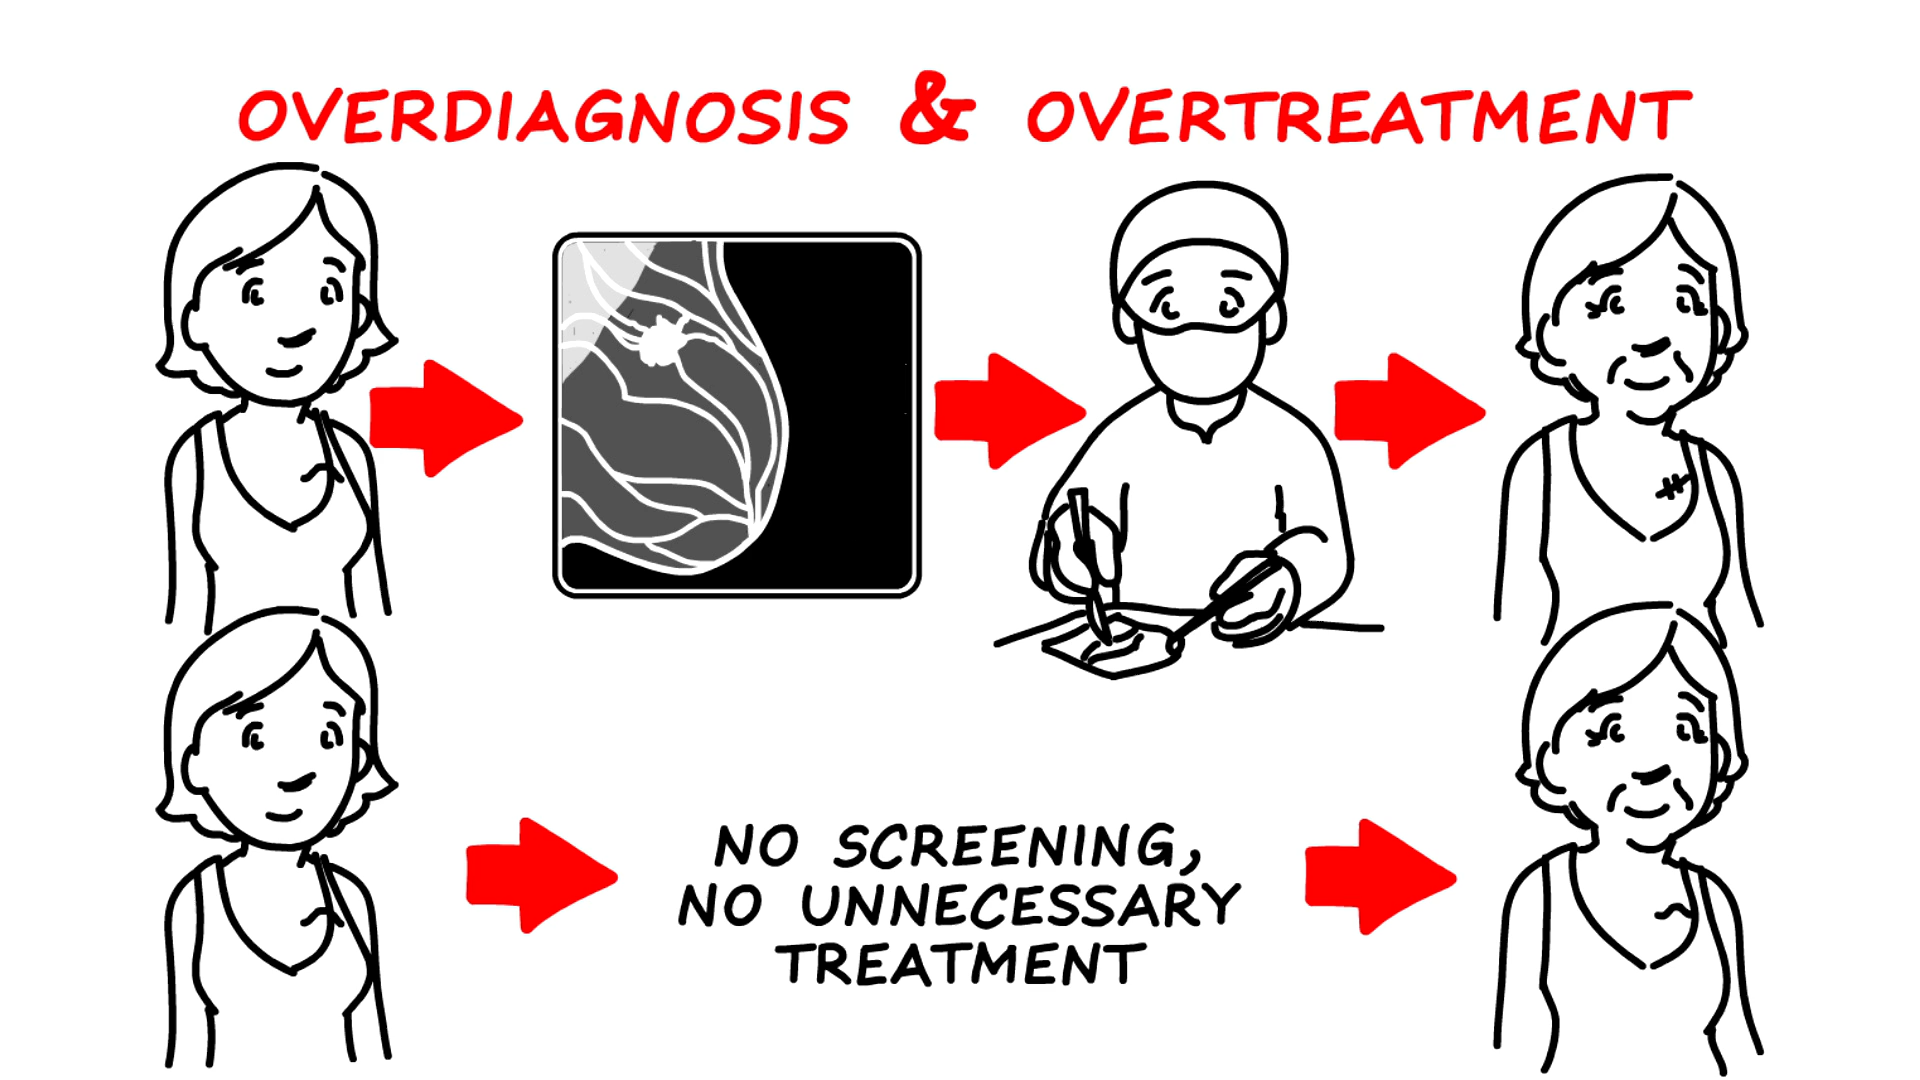 OVERDIAGNOSIS & OVERTREATMENT
NO SCREENING,
NO UNNECESSARY
TREATMENT